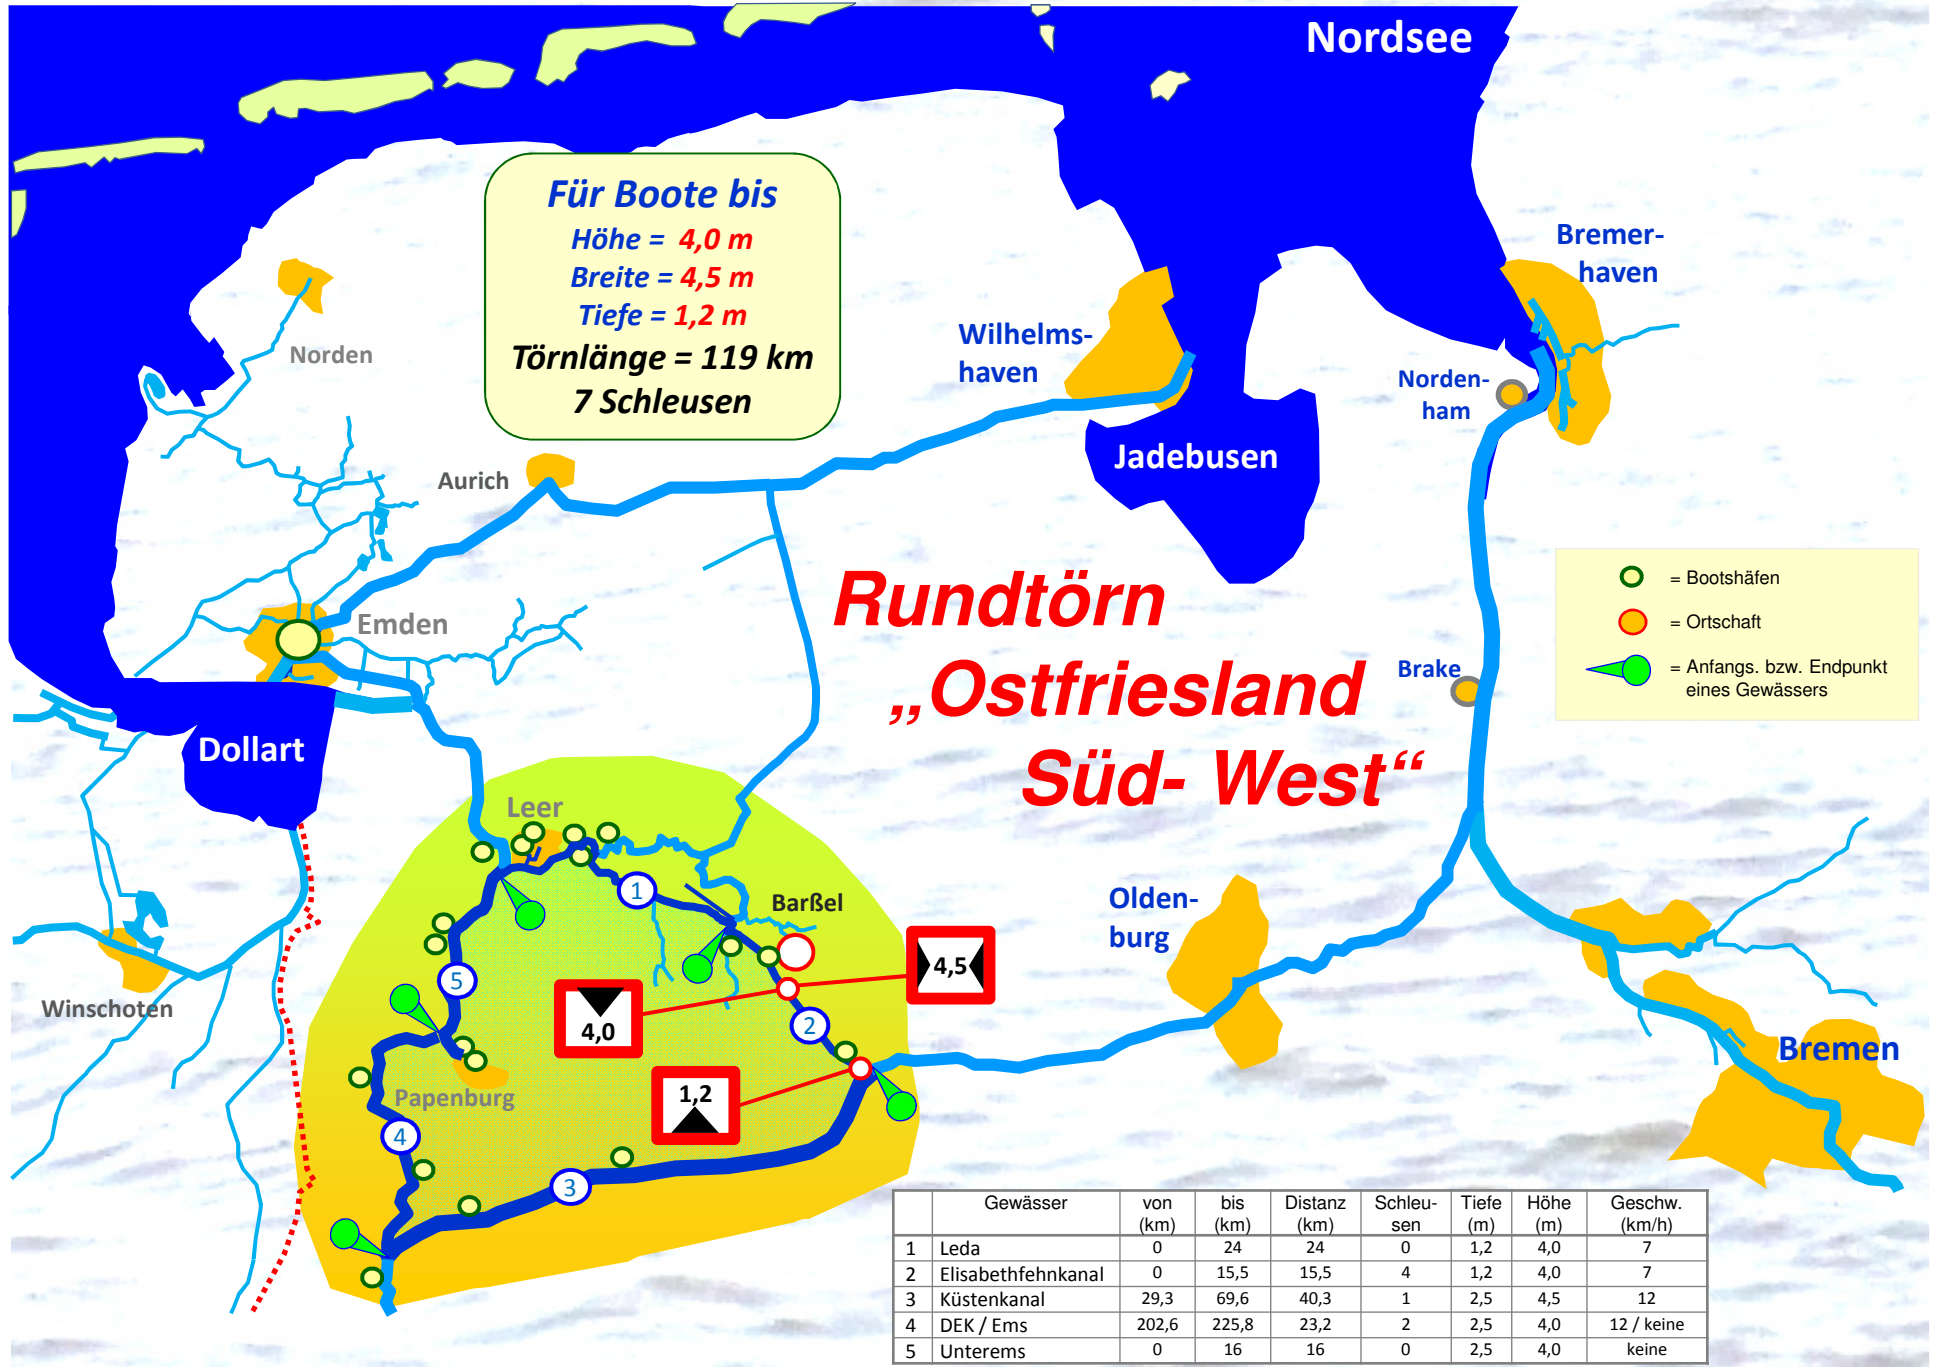 Nordsee
Für Boote bis
Höhe = 4,0 m
Breite = 4,5 m
Tiefe = 1,2 m
Törnlänge = 119 km
7 Schleusen
Bremer-
haven
Norden
Wilhelms-
haven
Norden-
ham
Jadebusen
Aurich
Emden
Rundtörn
„Ostfriesland
Süd- West“
= Bootshäfen
= Ortschaft
= Anfangs. bzw. Endpunkt
eines Gewässers
Brake
Dollart
Leer
1
Barßel
Olden-
burg
4,5
5
Winschoten
4,0
2
Bremen
1,2
Papenburg
4
3
Gewässer von bis Distanz Schleu- Tiefe Höhe Geschw.
(km) (km) (km) sen (m) (m) (km/h)
1 Leda 0 24 24 0 1,2 4,0 7
2 Elisabethfehnkanal 0 15,5 15,5 4 1,2 4,0 7
3 Küstenkanal 29,3 69,6 40,3 1 2,5 4,5 12
4 DEK / Ems 202,6 225,8 23,2 2 2,5 4,0 12 / keine
5 Unterems 0 16 16 0 2,5 4,0 keine